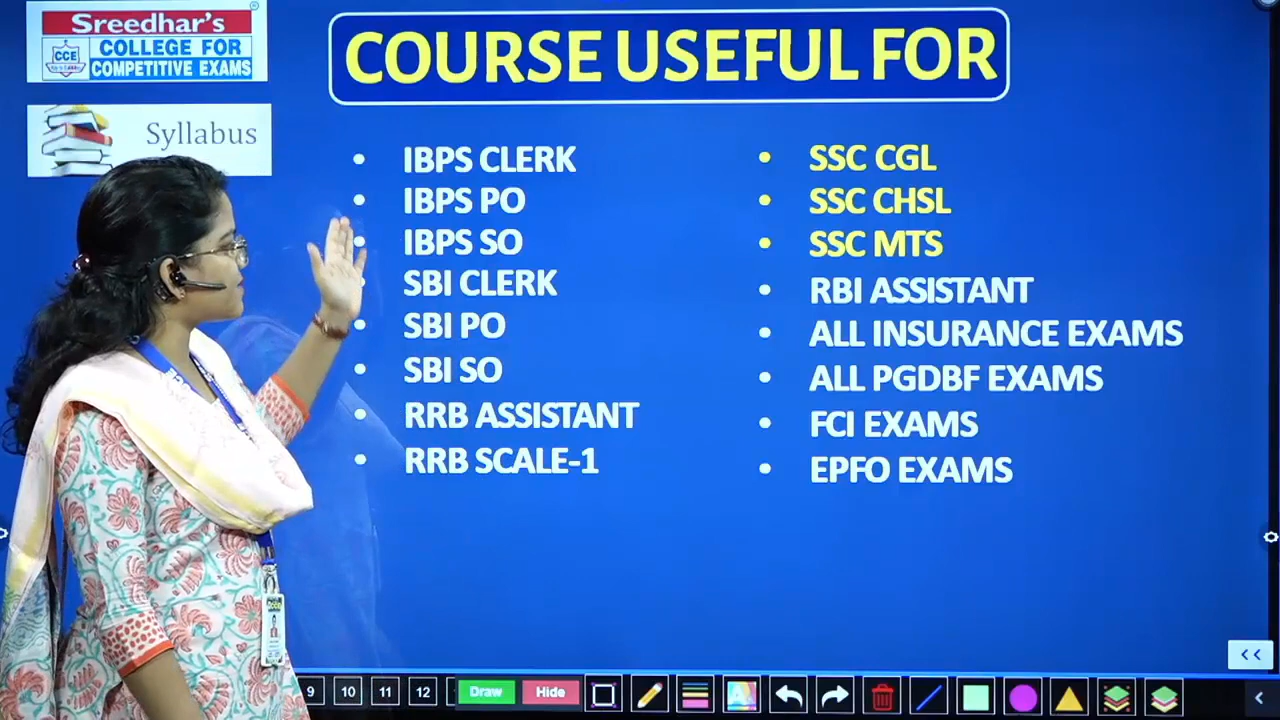 Sreedhar's
COLLEGE FOR
COMPETITIVE EXAMS
CCE
®
Syllabus
COURSE USEFUL FOR
• IBPS CLERK
• IBPS PO
• IBPS SO
SBI CLERK
• SBI PO
• SBI SO
• RRB ASSISTANT
• RRB SCALE-1
• SSC CGL
• SSC CHSL
• SSC MTS
• RBI ASSISTANT
• ALL INSURANCE EXAMS
• ALL PGDBF EXAMS
• FCI EXAMS
• EPFO EXAMS
9 10 11 12 Draw Hide